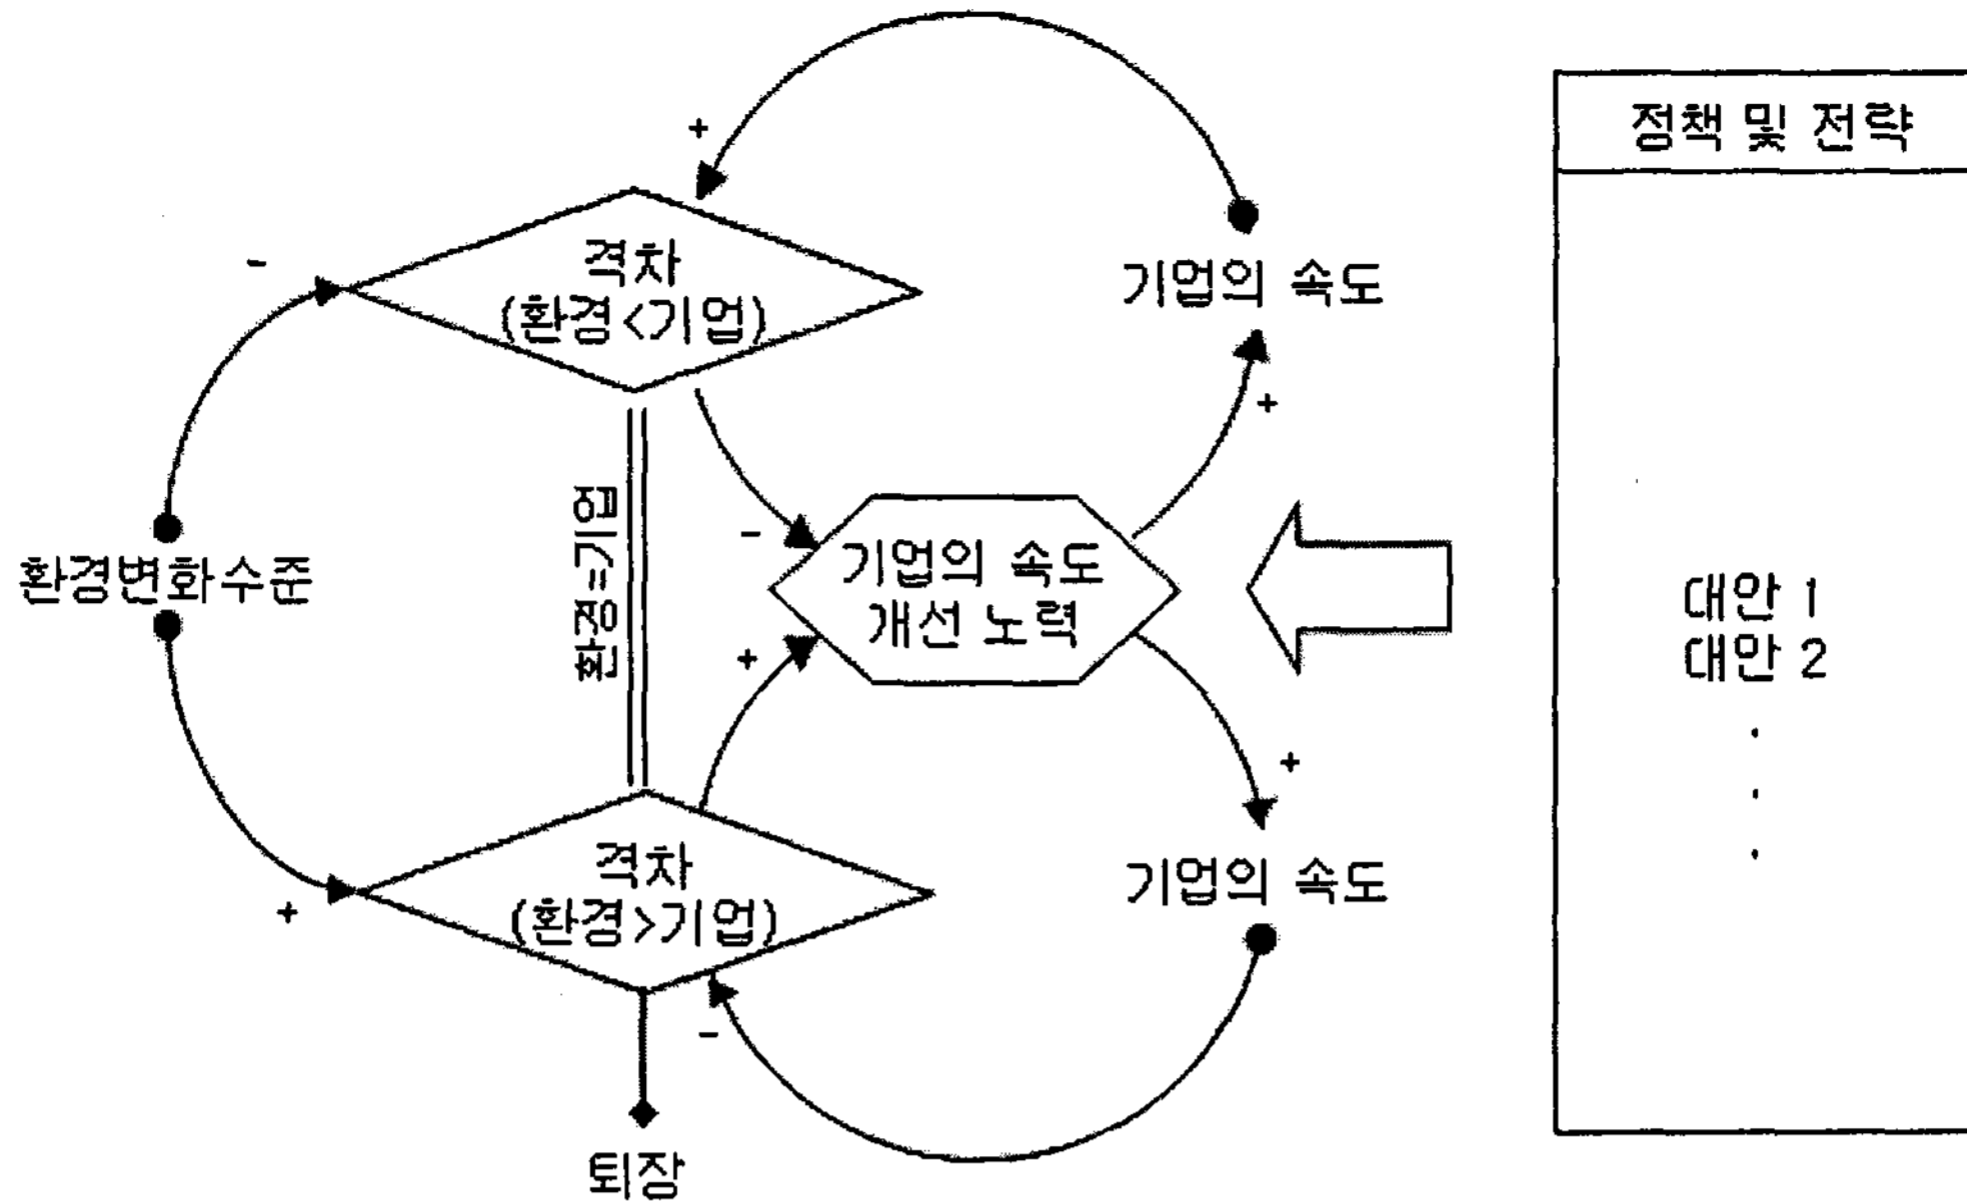 +
정책 및 전략
-
격차
(환경<기업)
기업의 속도
+
환경=기업
-
기업의 속도
개선 노력
환경변화수준
대안 1
대안 2
.
.
.
+
+
격차
(환경>기업)
기업의 속도
+
-
퇴장